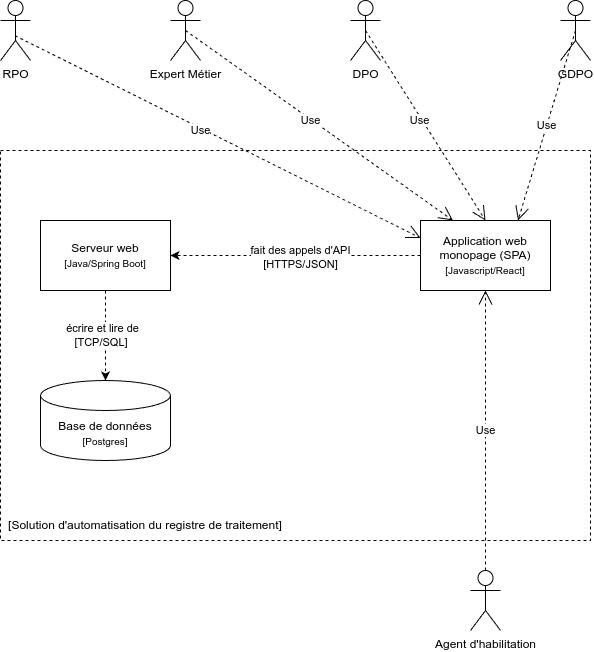 RPO
Expert Métier
DPO
GDPO
Use
Use
Use
Use
Serveur web
[Java/Spring Boot]
fait des appels d'API
[HTTPS/JSON]
Application web
monopage (SPA)
[Javascript/React]
écrire et lire de
[TCP/SQL]
Base de données
[Postgres]
Use
[Solution d'automatisation du registre de traitement]
Agent d'habilitation